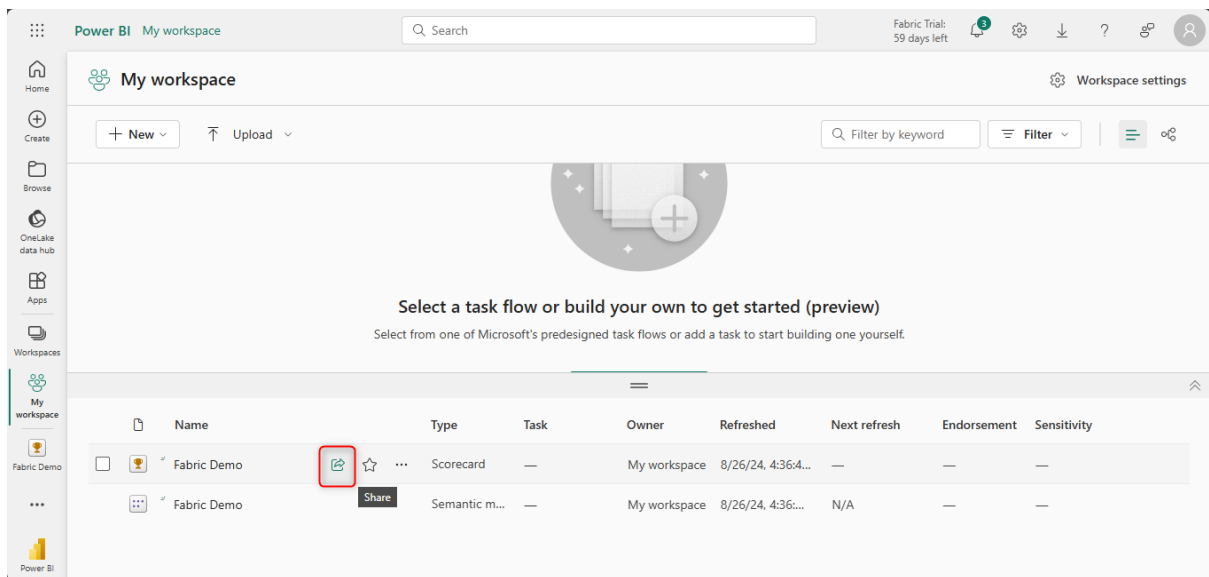 Power BI My workspace
Search
Fabric Trial:
59 days left
3
Home
Create
Browse
OneLake
data hub
Apps
Workspaces
My
workspace
Fabric Demo
Power BI
My workspace
Workspace settings
New
Upload
Filter by keyword
Filter
Select a task flow or build your own to get started (preview)
Select from one of Microsoft's predesigned task flows or add a task to start building one yourself.
Name Type Task Owner Refreshed Next refresh Endorsement Sensitivity
Fabric Demo Scorecard — My workspace 8/26/24, 4:36:4... — — —
Share
Fabric Demo Semantic m... — My workspace 8/26/24, 4:36:... N/A — —